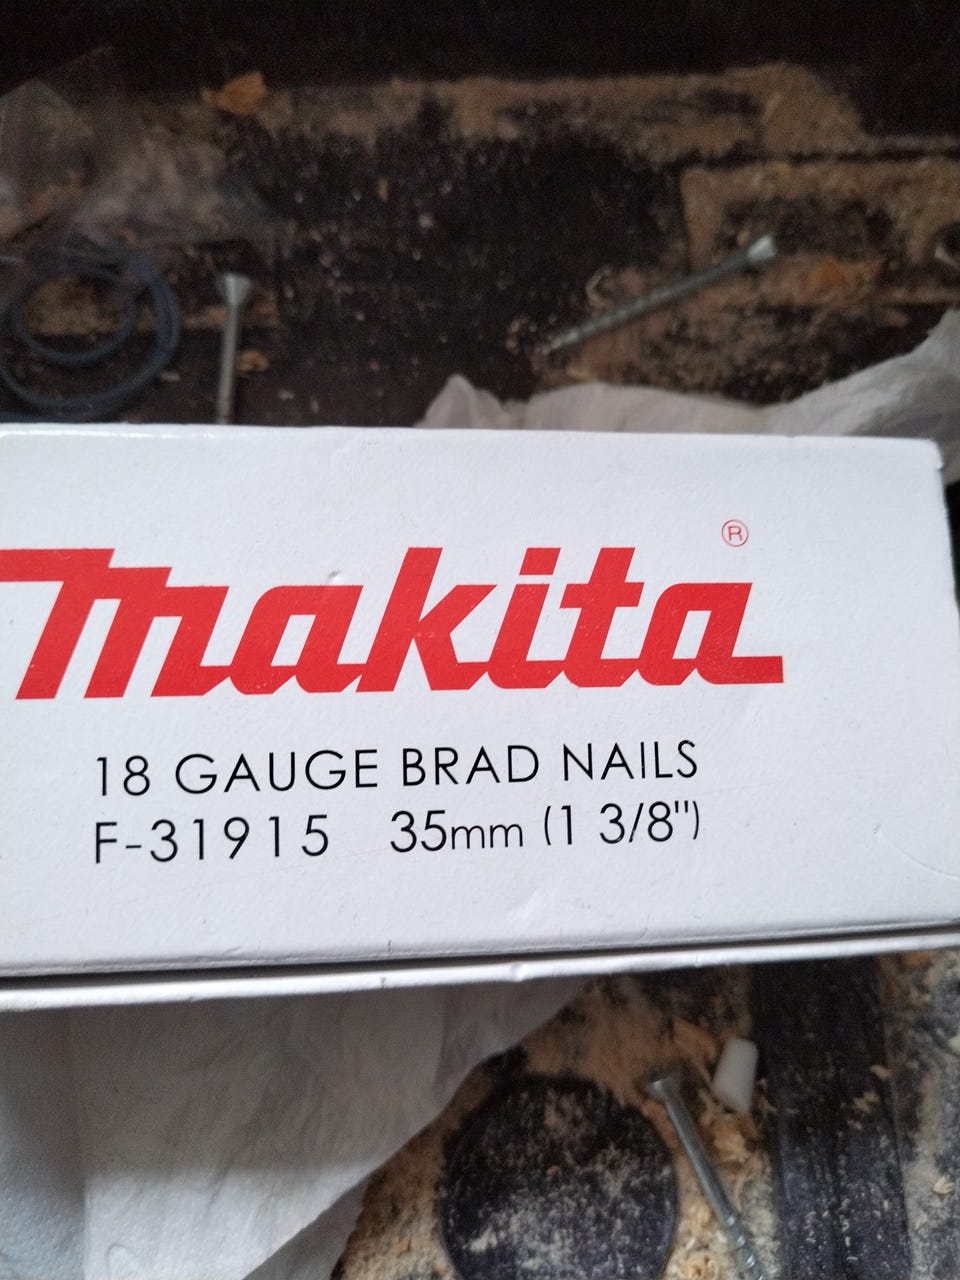 makita®
18 GAUGE BRAD NAILS
F-31915 35mm (1 3/8")